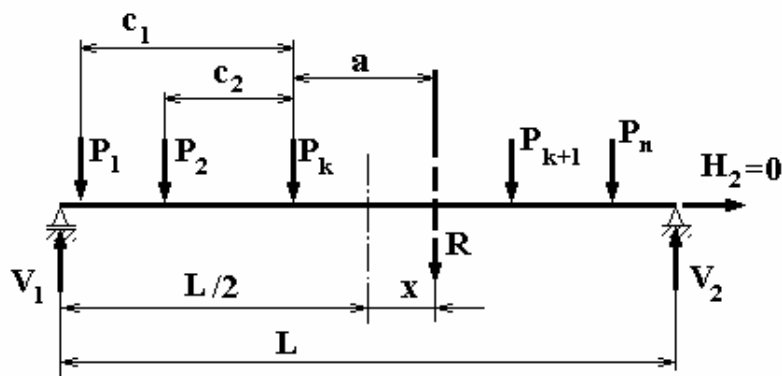 c₁
c₂
a
P₁
P₂
Pₖ
Pₖ₊₁
Pₙ
H₂=0
R
V₁
L/2
x
V₂
L